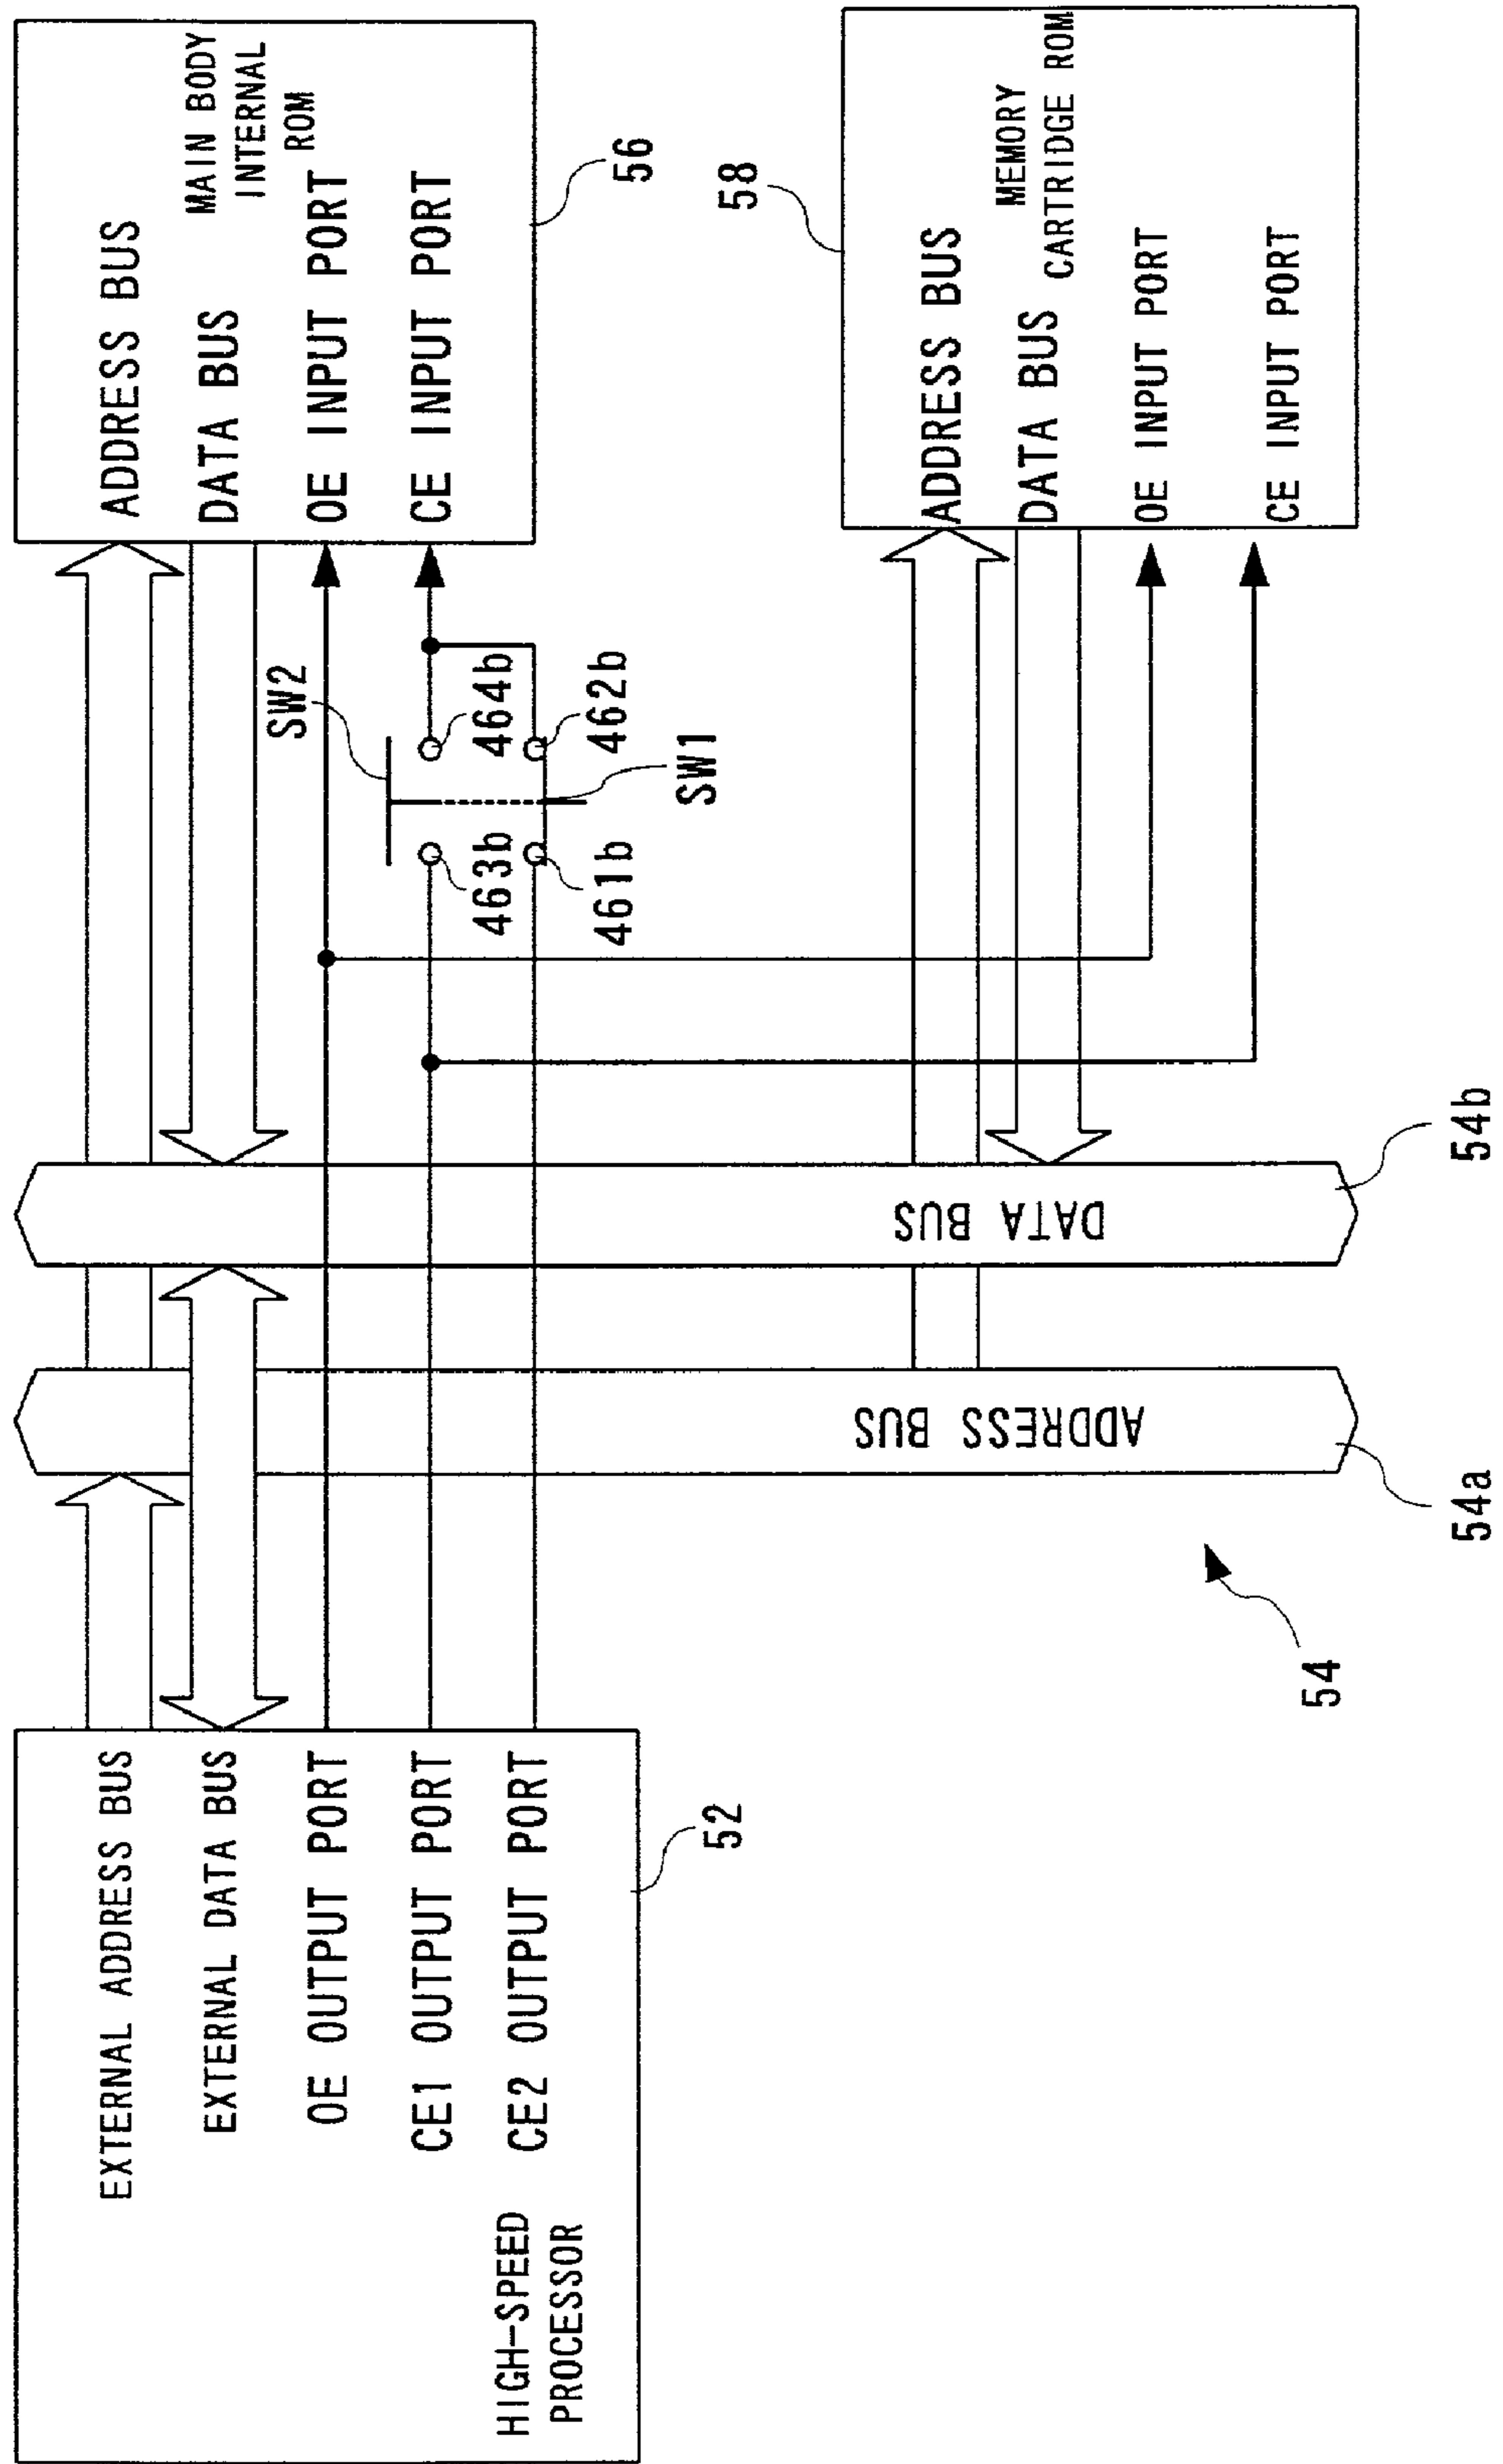 EXTERNAL ADDRESS BUS
EXTERNAL DATA BUS
OE OUTPUT PORT
CE1 OUTPUT PORT
CE2 OUTPUT PORT
HIGH-SPEED
PROCESSOR
52
54
54a
ADDRESS BUS
54b
DATA BUS
SW2
463b
464b
461b
462b
SW1
ADDRESS BUS
DATA BUS
MAIN BODY
INTERNAL
ROM
OE INPUT PORT
CE INPUT PORT
56
58
ADDRESS BUS
DATA BUS
MEMORY
CARTRIDGE ROM
OE INPUT PORT
CE INPUT PORT